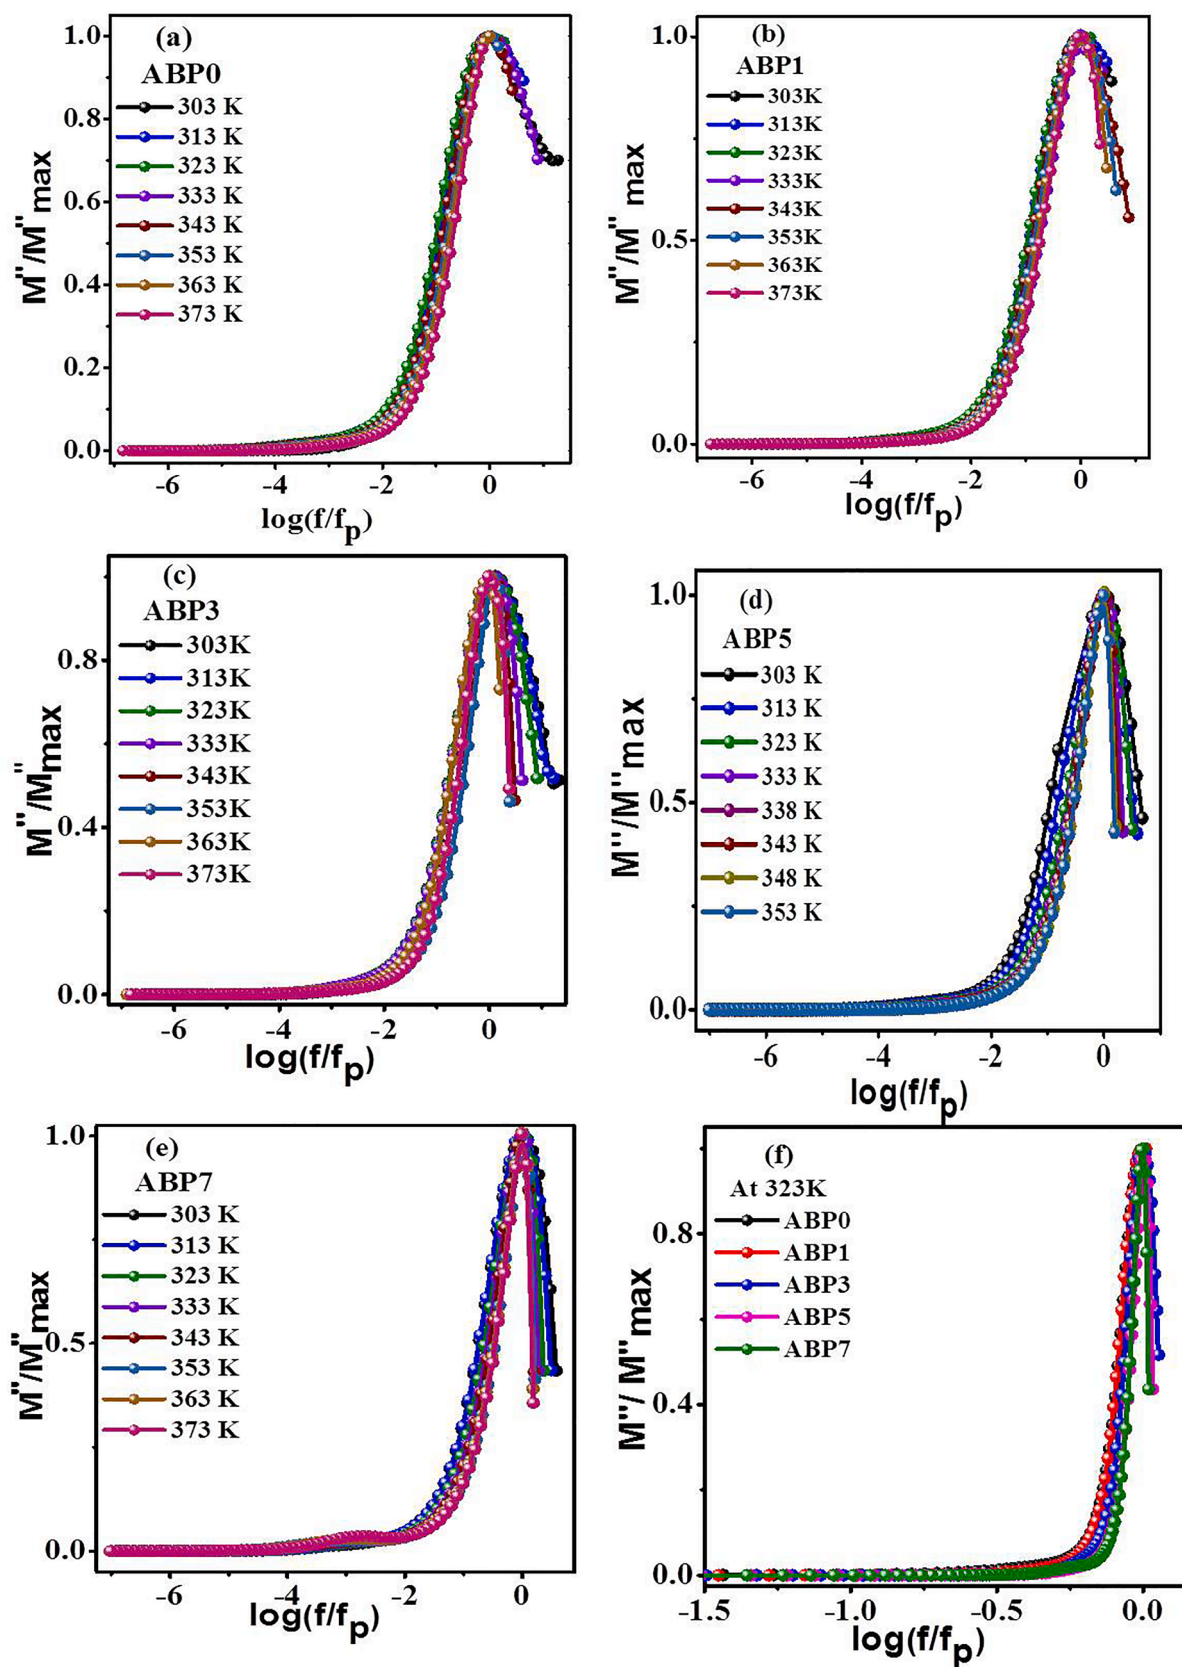 (a)
ABP0
303 K
313 K
323 K
333 K
343 K
353 K
363 K
373 K
1.0
0.8
0.6
0.4
0.2
0.0
M''/M''max
-6
-4
-2
0
log(f/fp)
(b)
ABP1
303K
313K
323K
333K
343K
353K
363K
373K
1.0
0.5
0.0
M''/M''max
-6
-4
-2
0
log(f/fp)
(c)
ABP3
303K
313K
323K
333K
343K
353K
363K
373K
0.8
0.4
0.0
M''/M''max
-6
-4
-2
0
log(f/fp)
(d)
ABP5
303 K
313 K
323 K
333 K
338 K
343 K
348 K
353 K
1.0
0.5
0.0
M''/M''max
-6
-4
-2
0
log(f/fp)
(e)
ABP7
303 K
313 K
323 K
333 K
343 K
353 K
363 K
373 K
1.0
0.5
0.0
M''/M''max
-6
-4
-2
0
log(f/fp)
(f)
At 323K
ABP0
ABP1
ABP3
ABP5
ABP7
0.8
0.4
0.0
M''/ M''max
-1.5
-1.0
-0.5
0.0
log(f/fp)